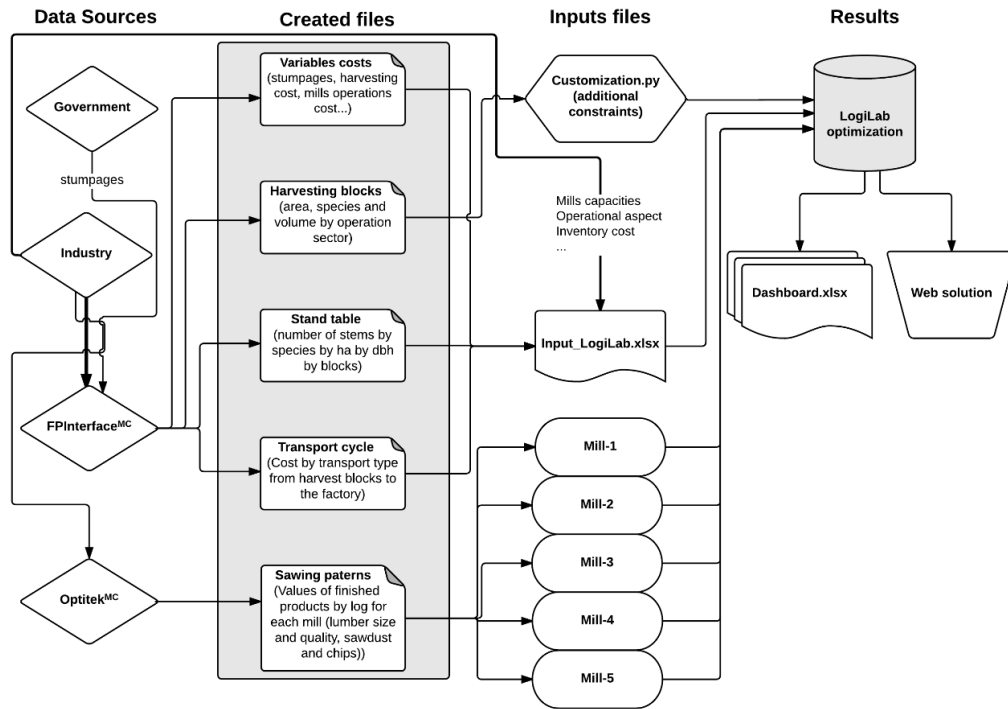 Data Sources
Created files
Inputs files
Results
Government
stumpages
Industry
FPInterfaceMC
OptitekMC
Variables costs
(stumpages, harvesting
cost, mills operations
cost...)
Harvesting blocks
(area, species and
volume by operation
sector)
Stand table
(number of stems by
species by ha by dbh
by blocks)
Transport cycle
(Cost by transport type
from harvest blocks to
the factory)
Sawing paterns
(Values of finished
products by log for
each mill (lumber size
and quality, sawdust
and chips))
Customization.py
(additional
constraints)
Mills capacities
Operational aspect
Inventory cost
...
Input_LogiLab.xlsx
Mill-1
Mill-2
Mill-3
Mill-4
Mill-5
LogiLab
optimization
Dashboard.xlsx
Web solution